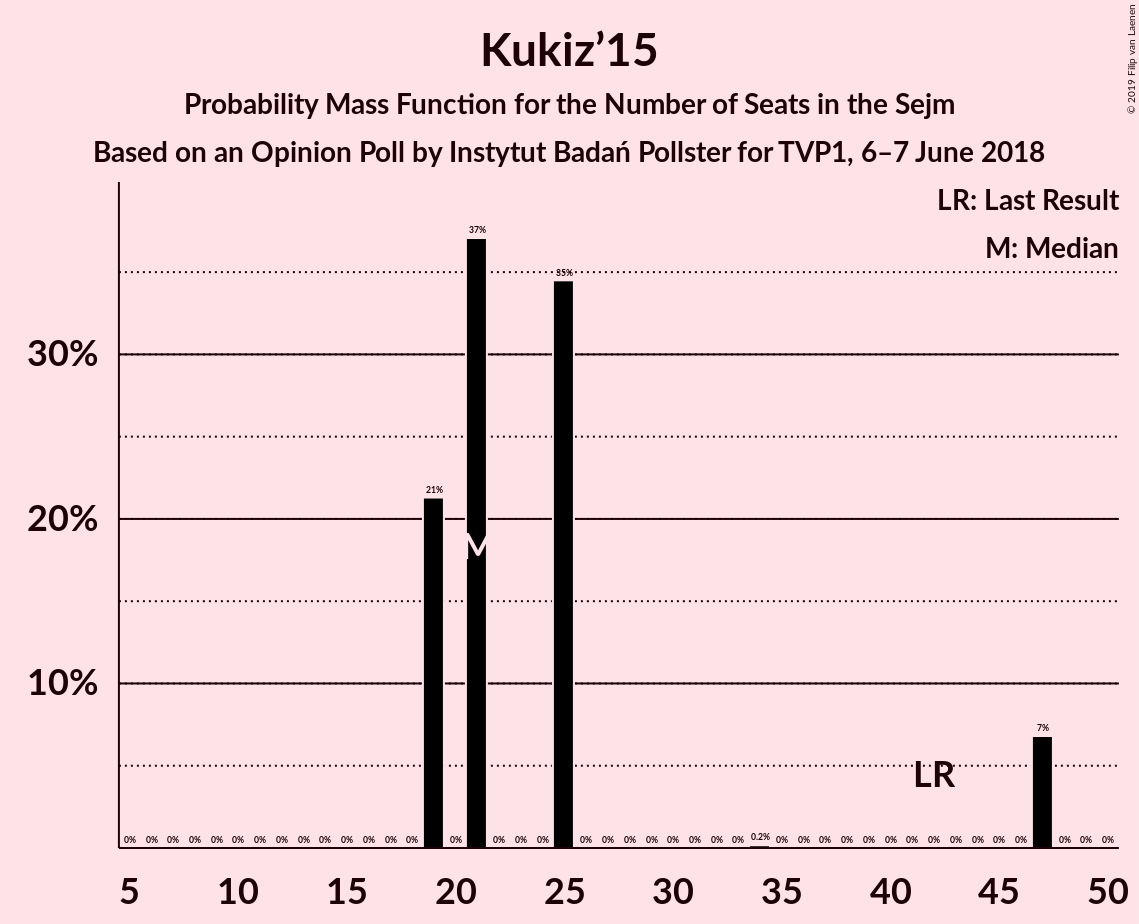 Kukiz’15
Probability Mass Function for the Number of Seats in the Sejm
Based on an Opinion Poll by Instytut Badań Pollster for TVP1, 6–7 June 2018
© 2019 Filip van Laenen
LR: Last Result
M: Median
37%
35%
30%
21%
20%
M
10%
7%
LR
0% 0% 0% 0% 0% 0% 0% 0% 0% 0% 0% 0% 0% 0% 0% 0% 0% 0% 0% 0% 0% 0% 0% 0% 0.2% 0% 0% 0% 0% 0% 0% 0% 0% 0% 0% 0% 0% 0% 0% 0%
5 10 15 20 25 30 35 40 45 50